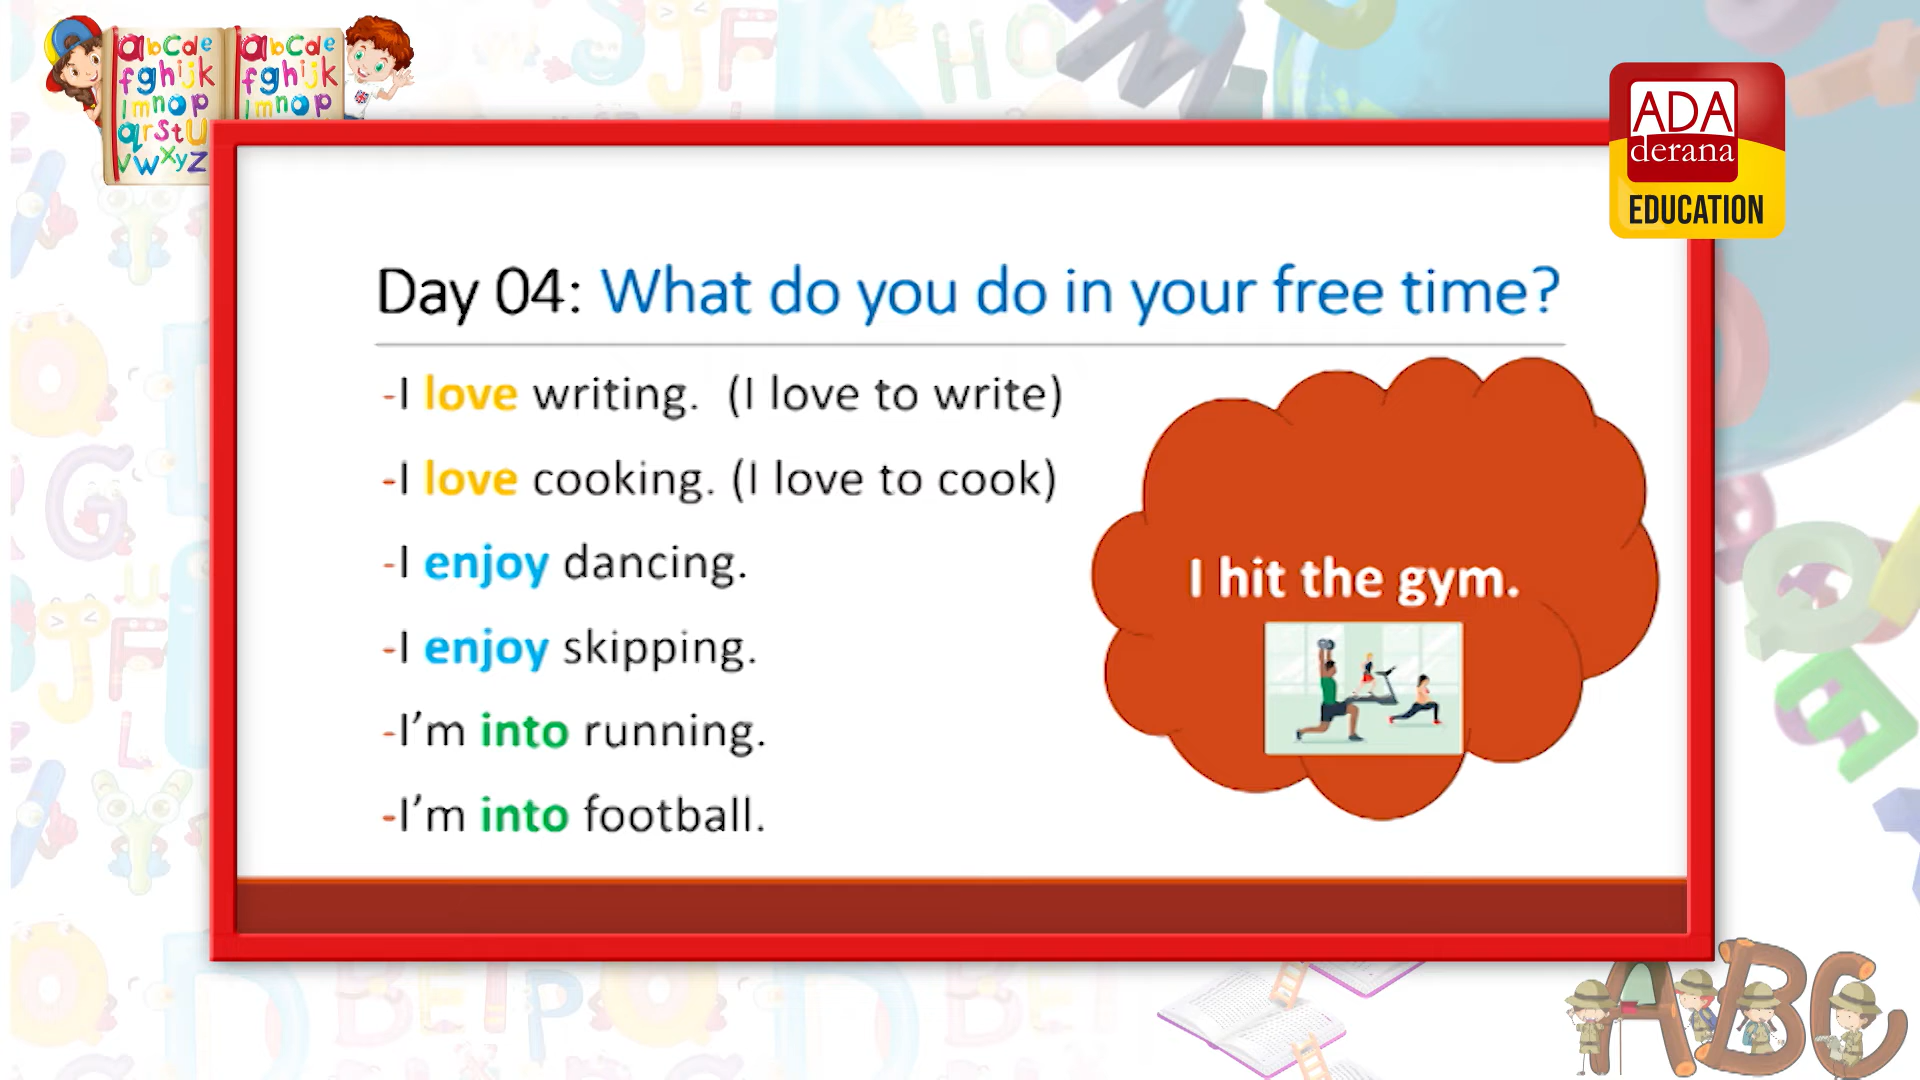 abCde abCde
fghijk fghijk
lmnop lmnop
qrstU
vwxyz
ADA
derana
EDUCATION
Day 04: What do you do in your free time?
-I love writing. (I love to write)
-I love cooking. (I love to cook)
-I enjoy dancing.
-I enjoy skipping.
-I’m into running.
-I’m into football.
I hit the gym.
ABC